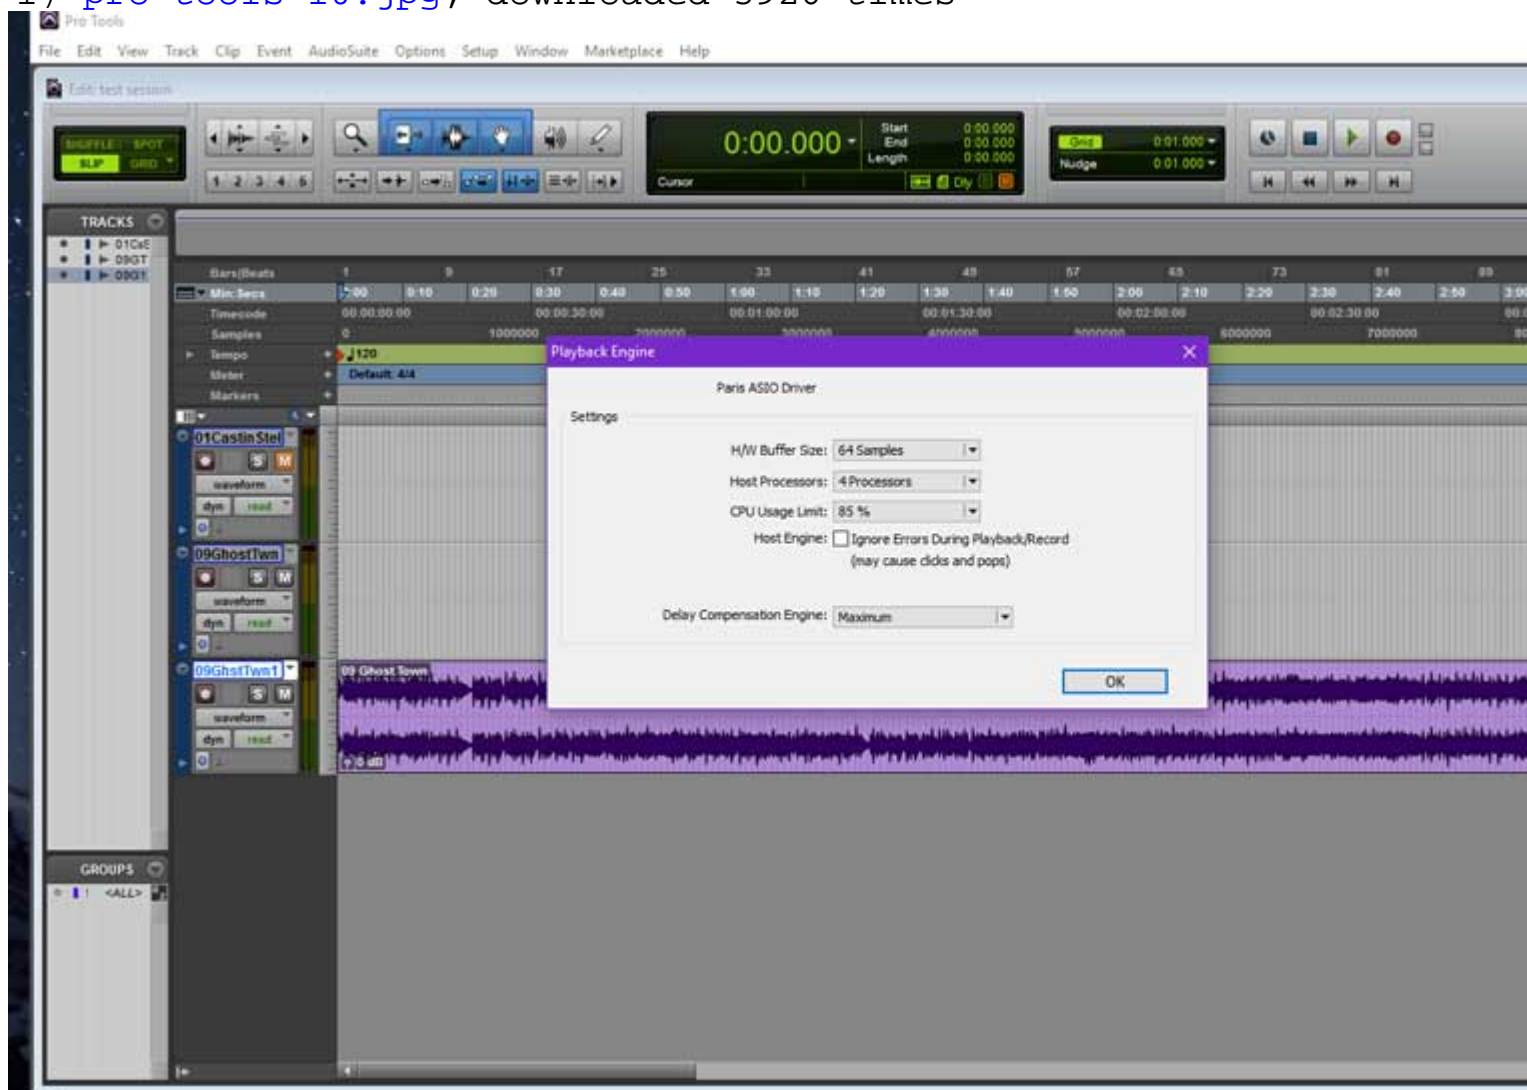 Pro Tools
File Edit View Track Clip Event AudioSuite Options Setup Window Marketplace Help
Edit: test session
SHUFFLE SPOT
SLIP GRID
1 2 3 4 5
0:00.000
Start 0:00.000
End 0:00.000
Length 0:00.000
Cursor
Dly
Grid 0:01.000
Nudge 0:01.000
TRACKS
01CaS
09GT
09GT
Bars|Beats 1 9 17 25 33 41 49 57 65 73 81 89
Min:Secs 0:00 0:10 0:20 0:30 0:40 0:50 1:00 1:10 1:20 1:30 1:40 1:50 2:00 2:10 2:20 2:30 2:40 2:50 3:00
Timecode 00:00:00:00 00:00:30:00 00:01:00:00 00:01:30:00 00:02:00:00 00:02:30:00
Samples 0 1000000 2000000 3000000 4000000 5000000 6000000 7000000
Tempo 120
Meter Default: 4/4
Markers
Playback Engine
Paris ASIO Driver
Settings
H/W Buffer Size: 64 Samples
Host Processors: 4 Processors
CPU Usage Limit: 85 %
Host Engine: Ignore Errors During Playback/Record
(may cause clicks and pops)
Delay Compensation Engine: Maximum
OK
01CastinStel
S M
waveform
dyn read
09GhostTwn
S M
waveform
dyn read
09GhstTwn1
S M
waveform
dyn read
09 Ghost Town
0 dB
GROUPS
! <ALL>